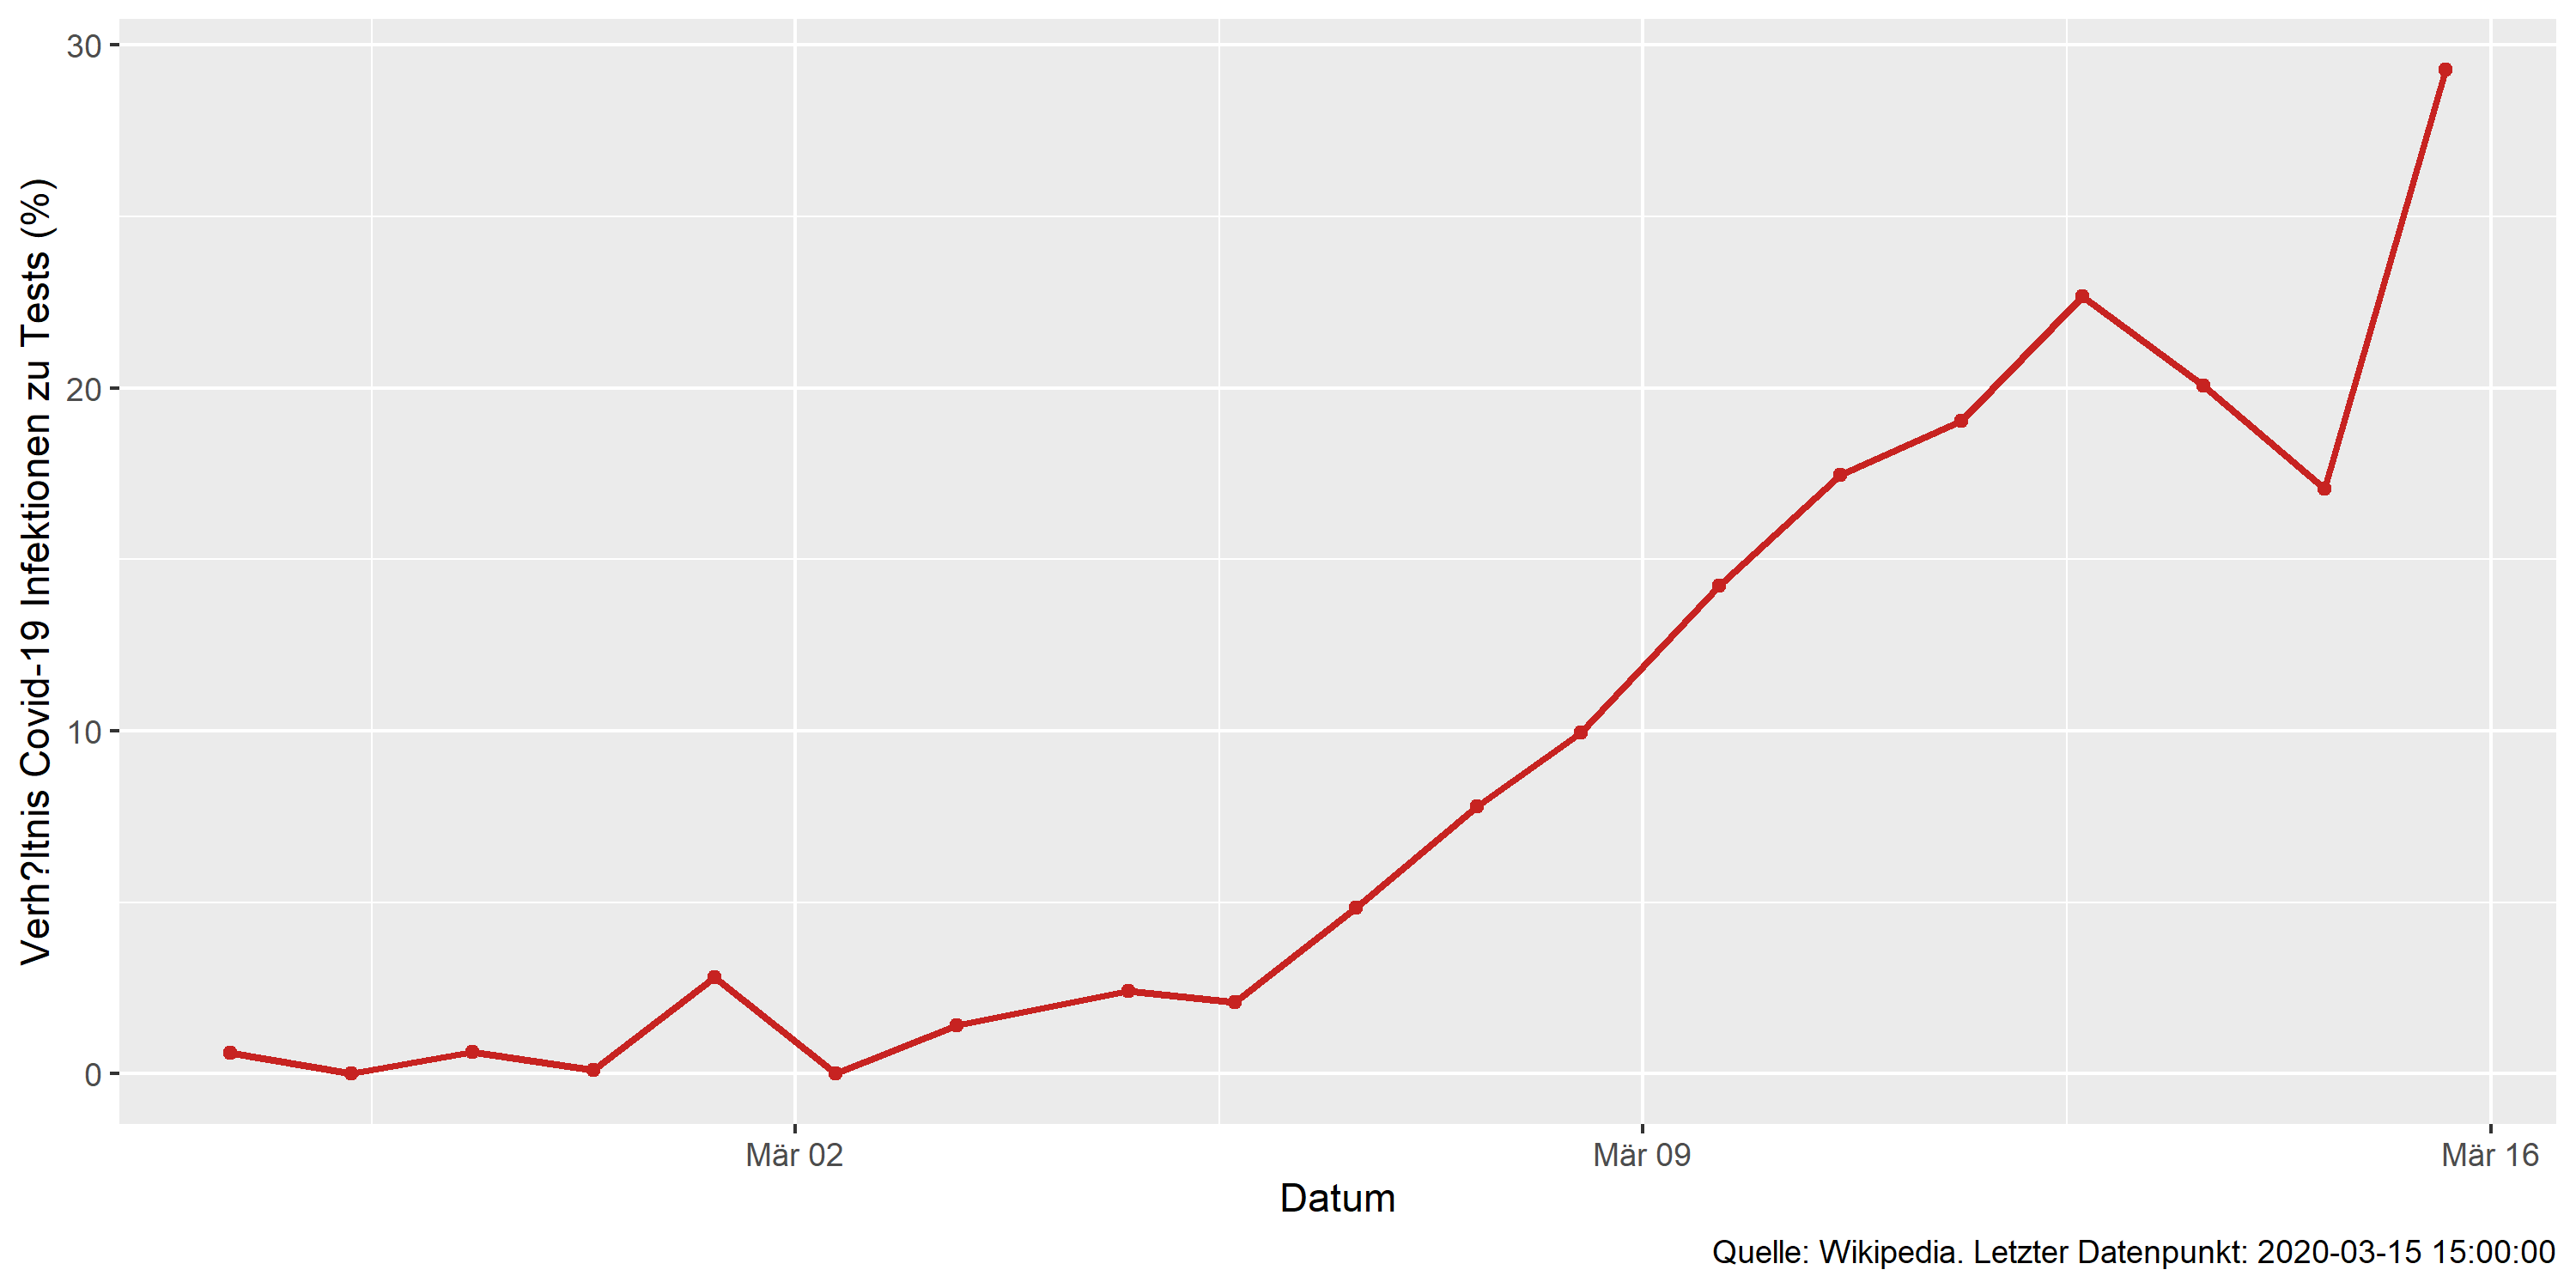 Verh?ltnis Covid-19 Infektionen zu Tests (%)
30
20
10
0
Mär 02
Mär 09
Mär 16
Datum
Quelle: Wikipedia. Letzter Datenpunkt: 2020-03-15 15:00:00